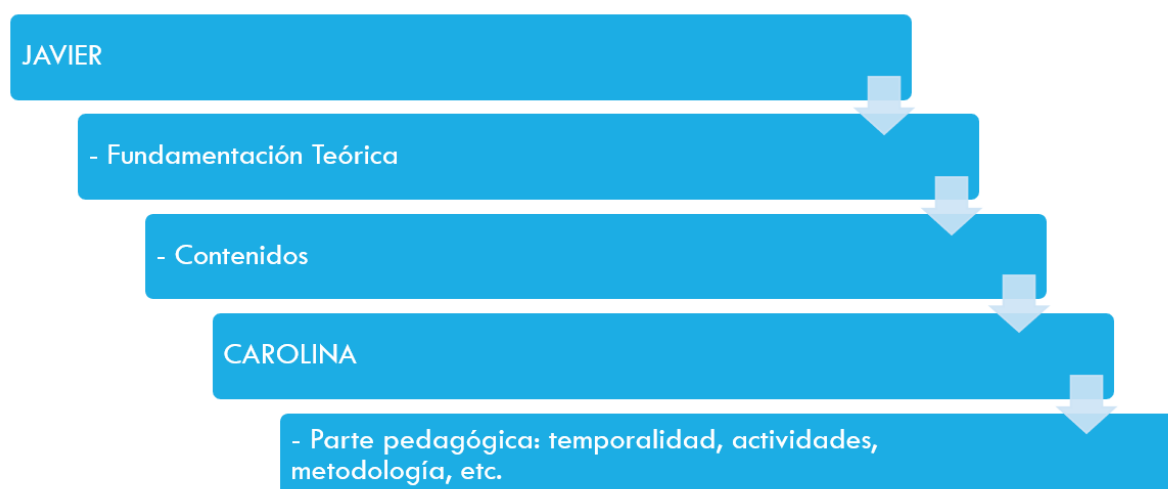 JAVIER
- Fundamentación Teórica
- Contenidos
CAROLINA
- Parte pedagógica: temporalidad, actividades,
metodología, etc.